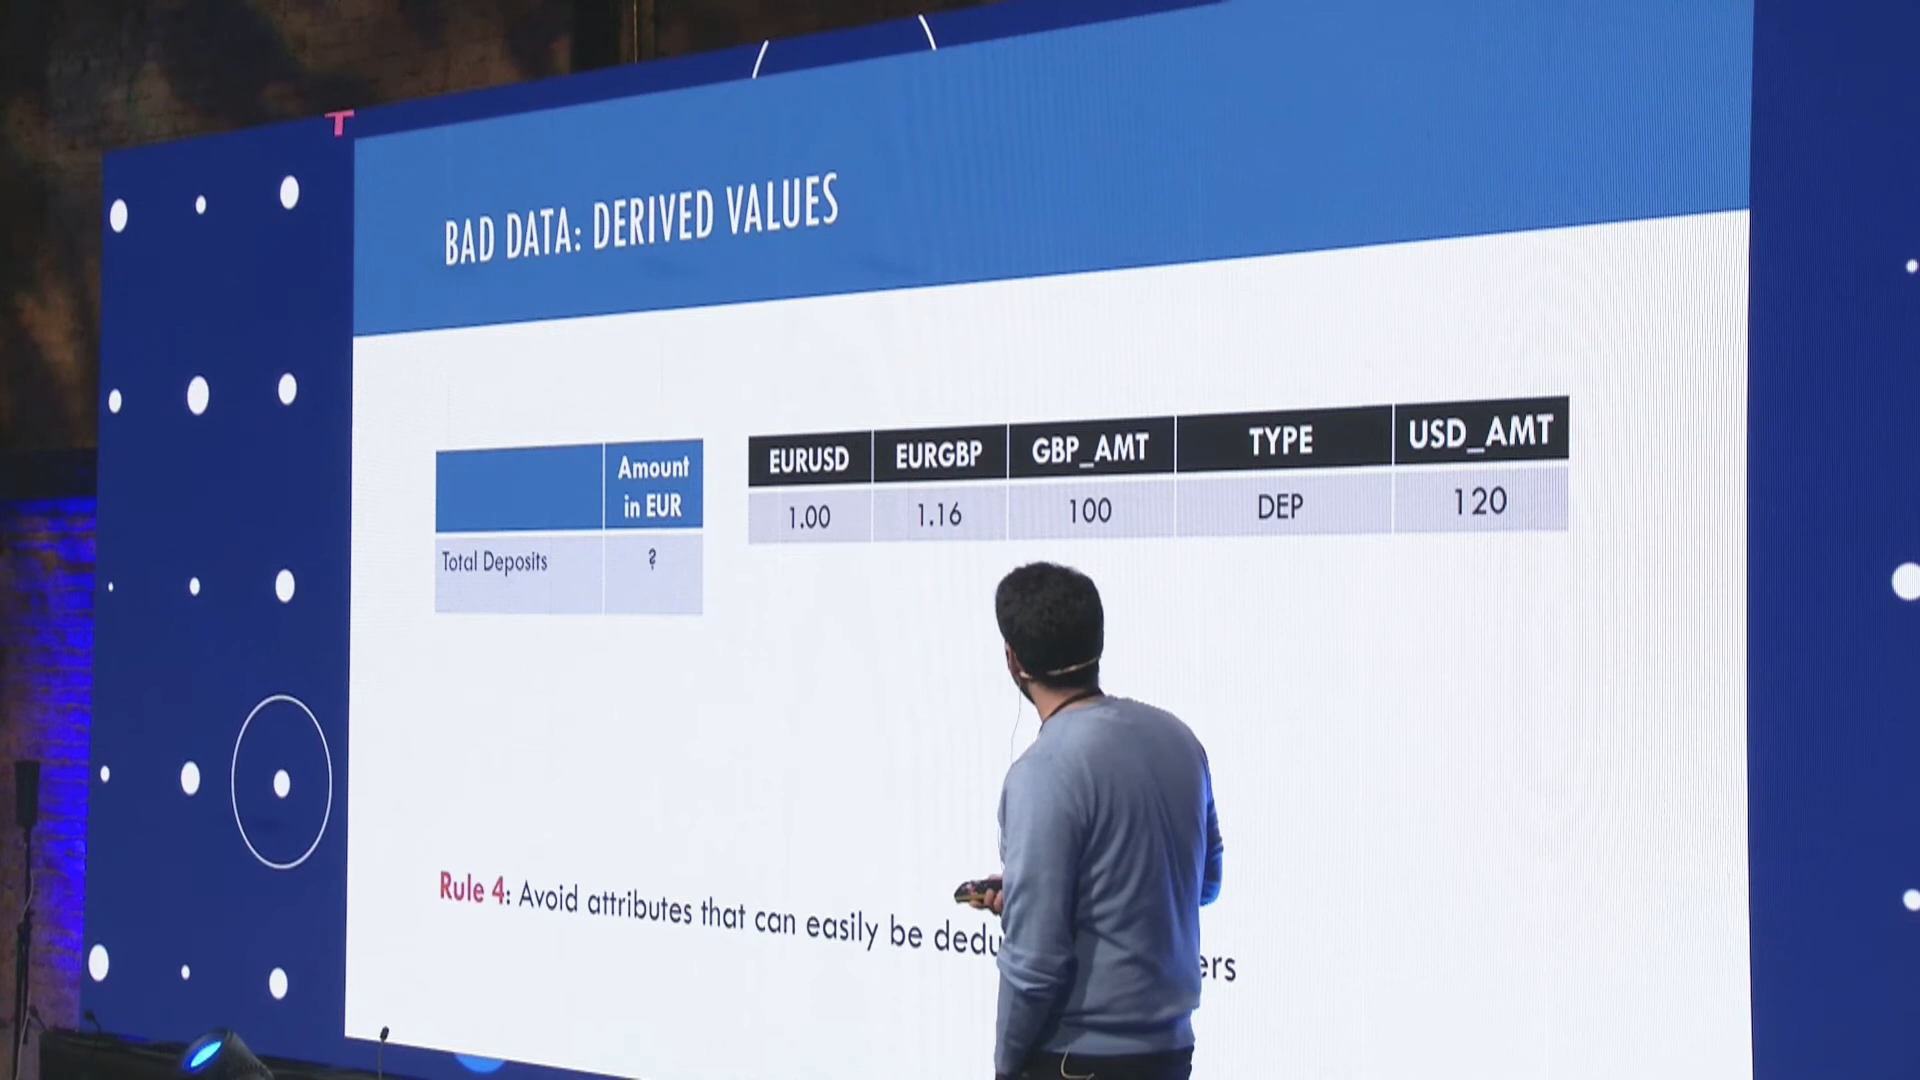 T
BAD DATA: DERIVED VALUES
Amount
in EUR
Total Deposits ?
EURUSD EURGBP GBP_AMT TYPE USD_AMT
1.00 1.16 100 DEP 120
Rule 4: Avoid attributes that can easily be